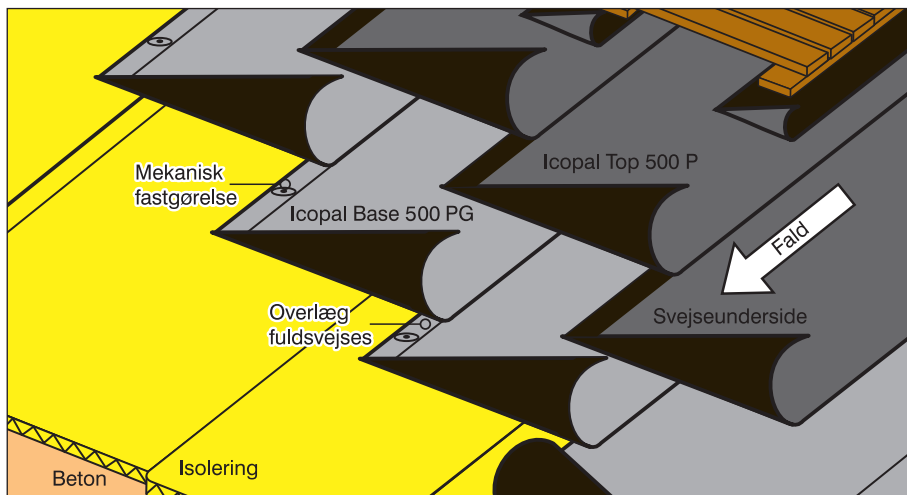 Icopal Top 500 P
Mekanisk
fastgørelse
Icopal Base 500 PG
Fald
Overlæg
fuldsvejses
Svejseunderside
Isolering
Beton